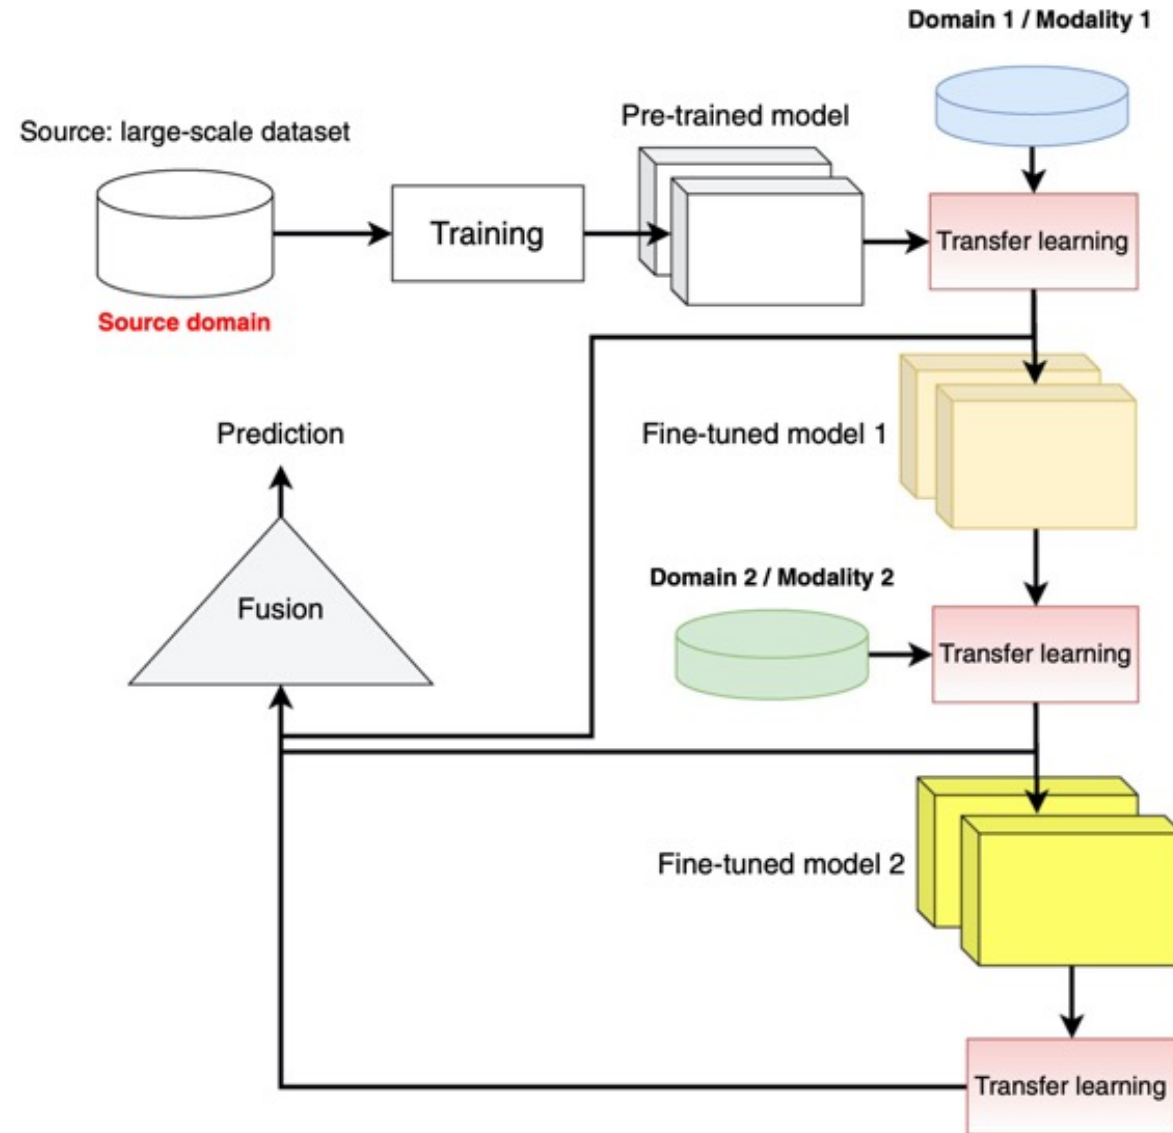 Domain 1 / Modality 1
Source: large-scale dataset
Pre-trained model
Training
Transfer learning
Source domain
Prediction
Fine-tuned model 1
Domain 2 / Modality 2
Fusion
Transfer learning
Fine-tuned model 2
Transfer learning